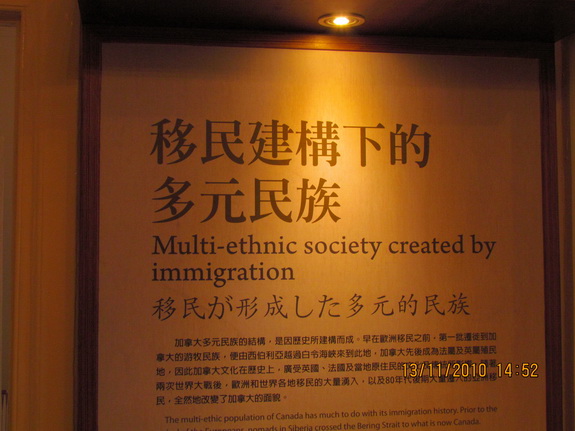 移民建構下的
多元民族
Multi-ethnic society created by
immigration
移民が形成した多元的民族
加拿大多元民族的結構，是因歷史所建構而成。早在歐洲移民之前，第一批遷徙到加
拿大的游牧民族，便由西伯利亞越過白令海峽來到此地，加拿大先後成為法屬及英屬殖民
地，因此加拿大文化在歷史上，廣受英國、法國及當地原住民
兩次世界大戰後，歐洲和世界各地移民的大量湧入，以及80年代後
民，全然地改變了加拿大的面貌。
The multi-ethic population of Canada has much to do with its immigration history. Prior to the
of the Europeans, nomads in Siberia crossed the Bering Strait to what is now Canada.
13/11/2010 14:52